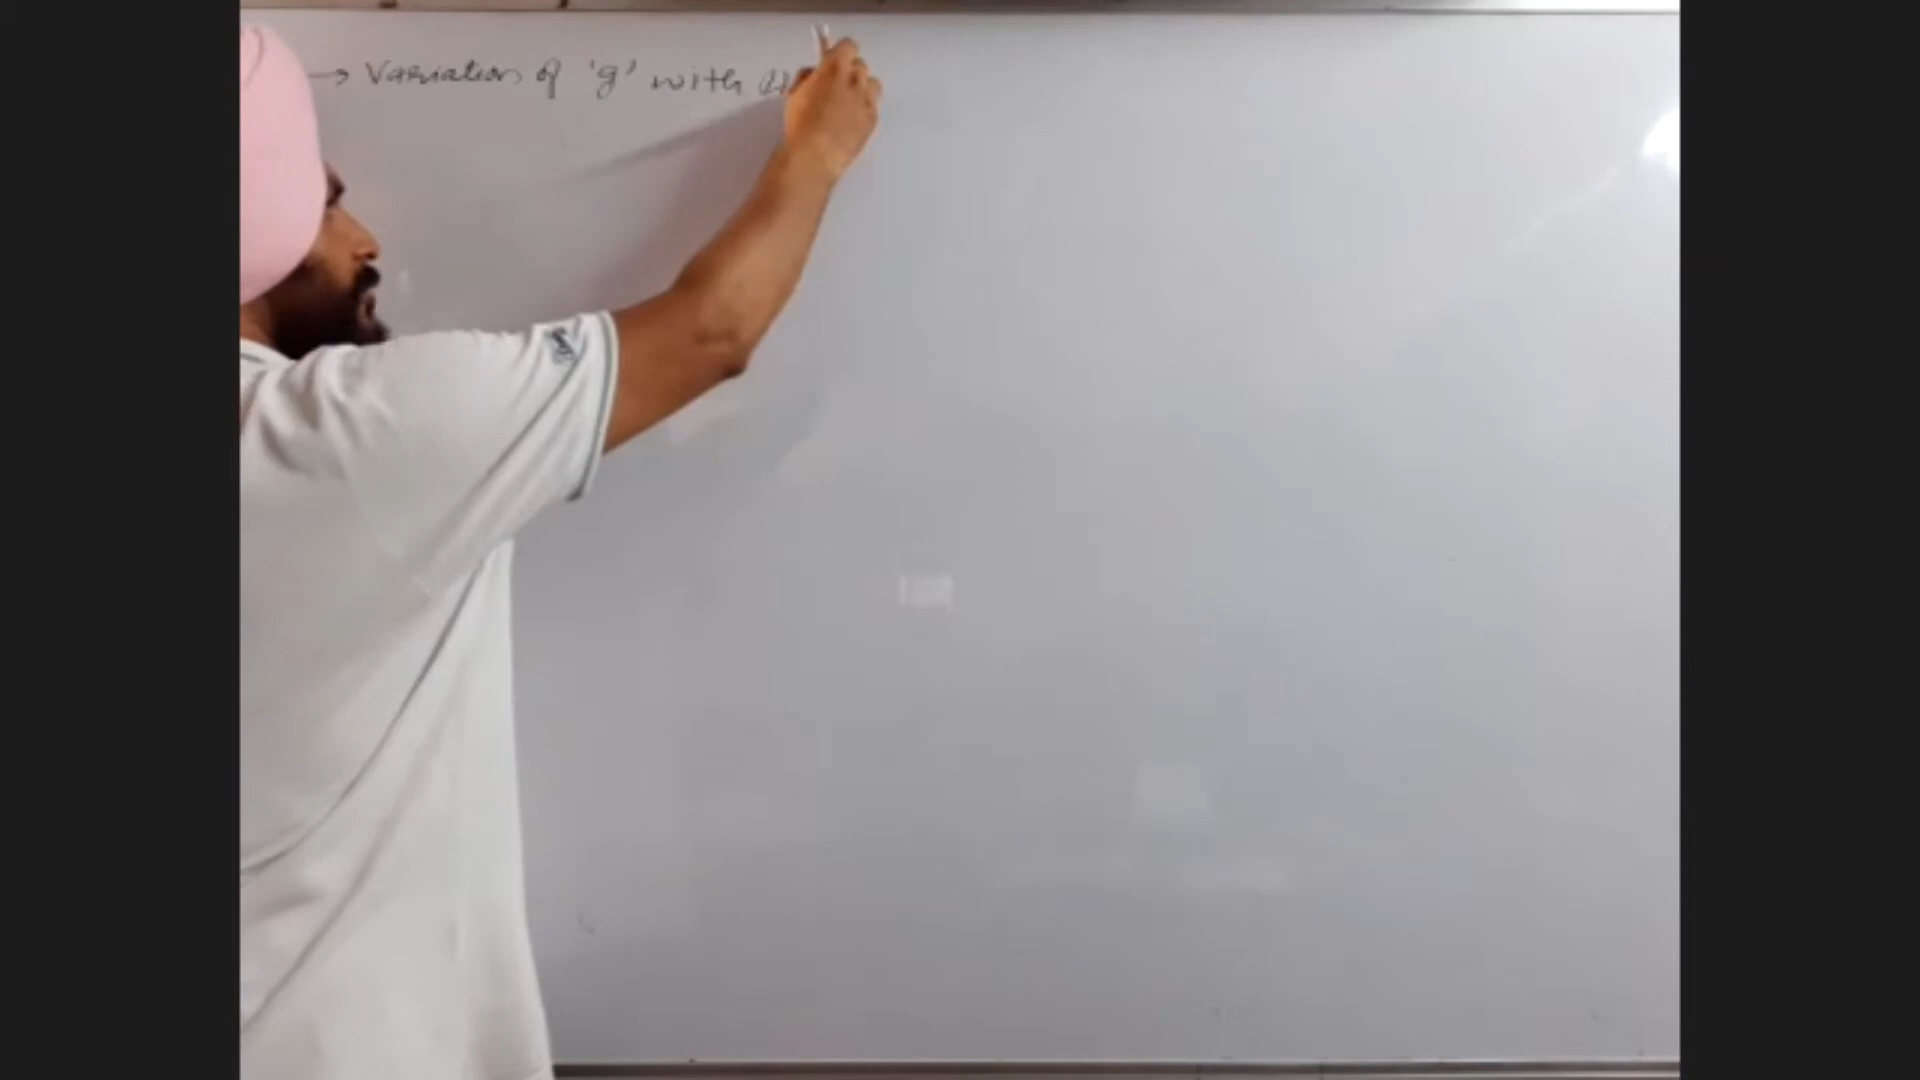 → Variation of 'g' with